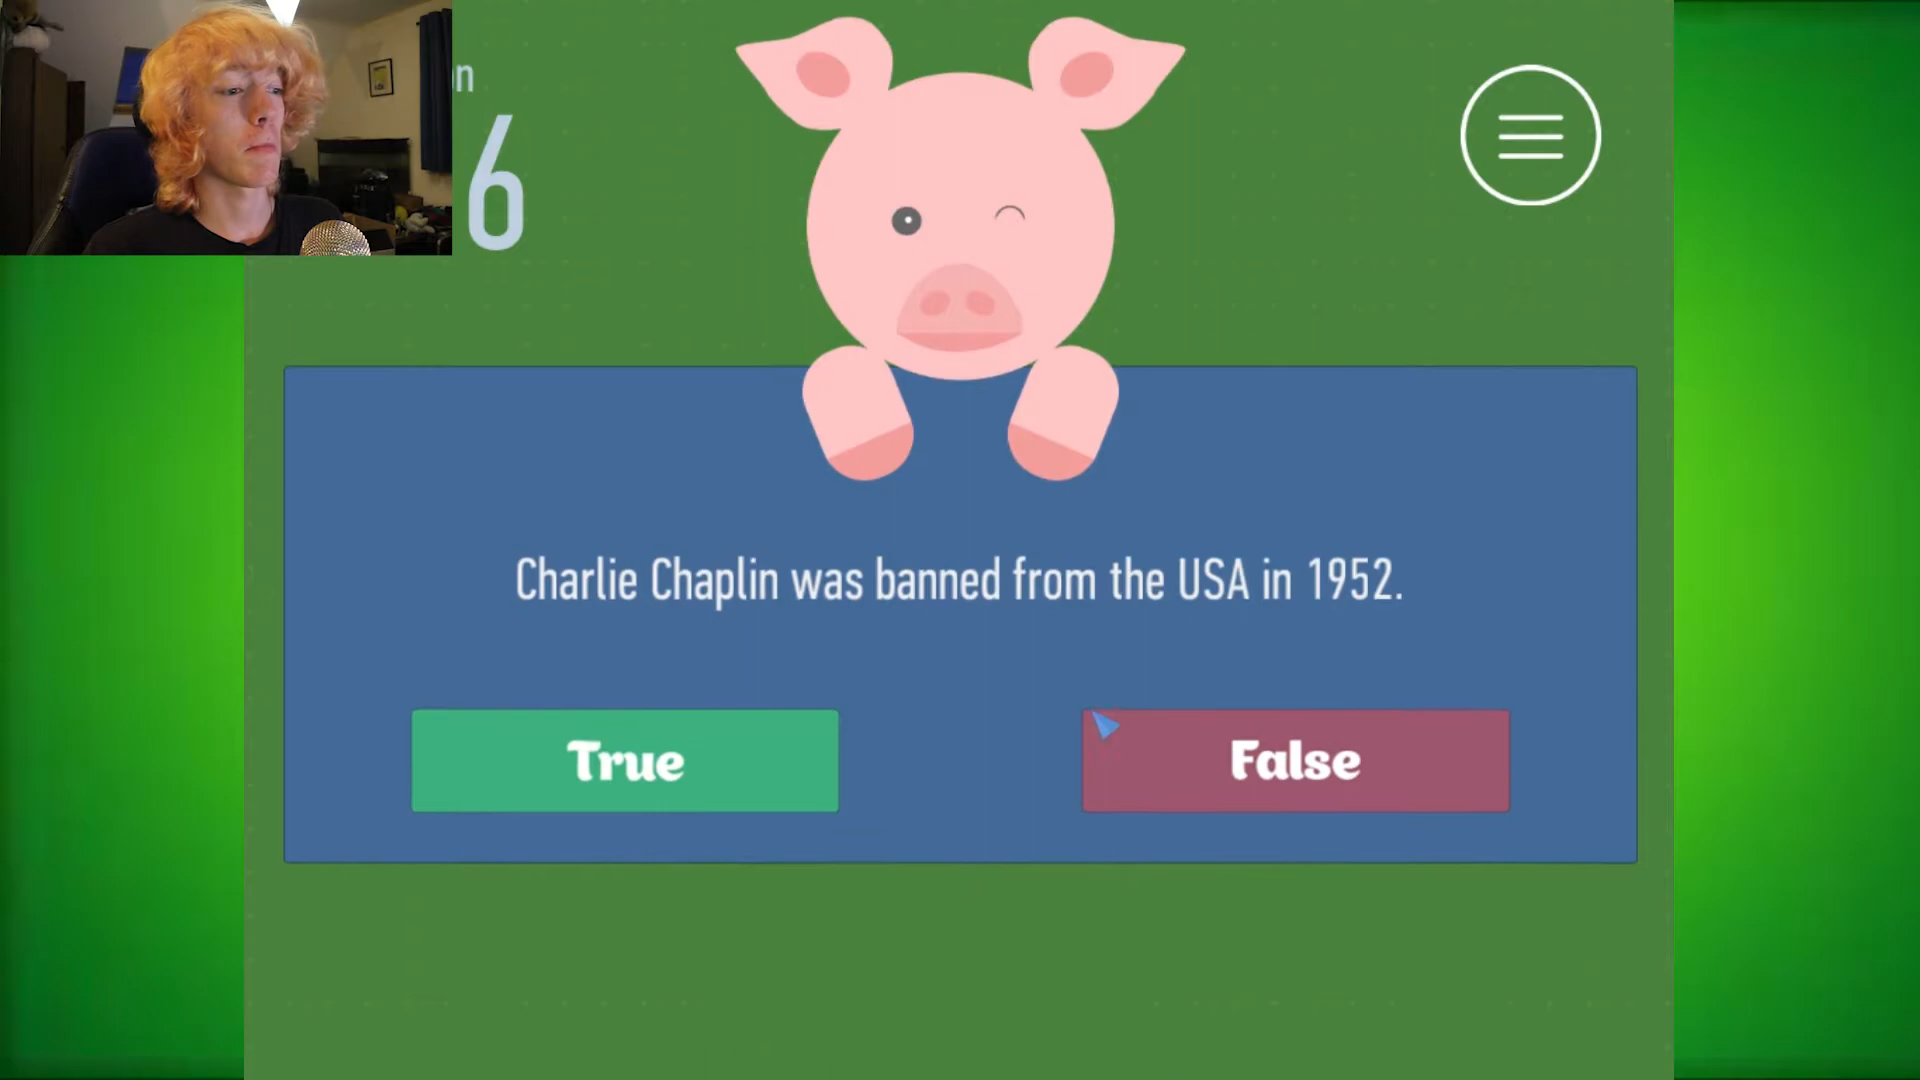 n
6
Charlie Chaplin was banned from the USA in 1952.
True
False